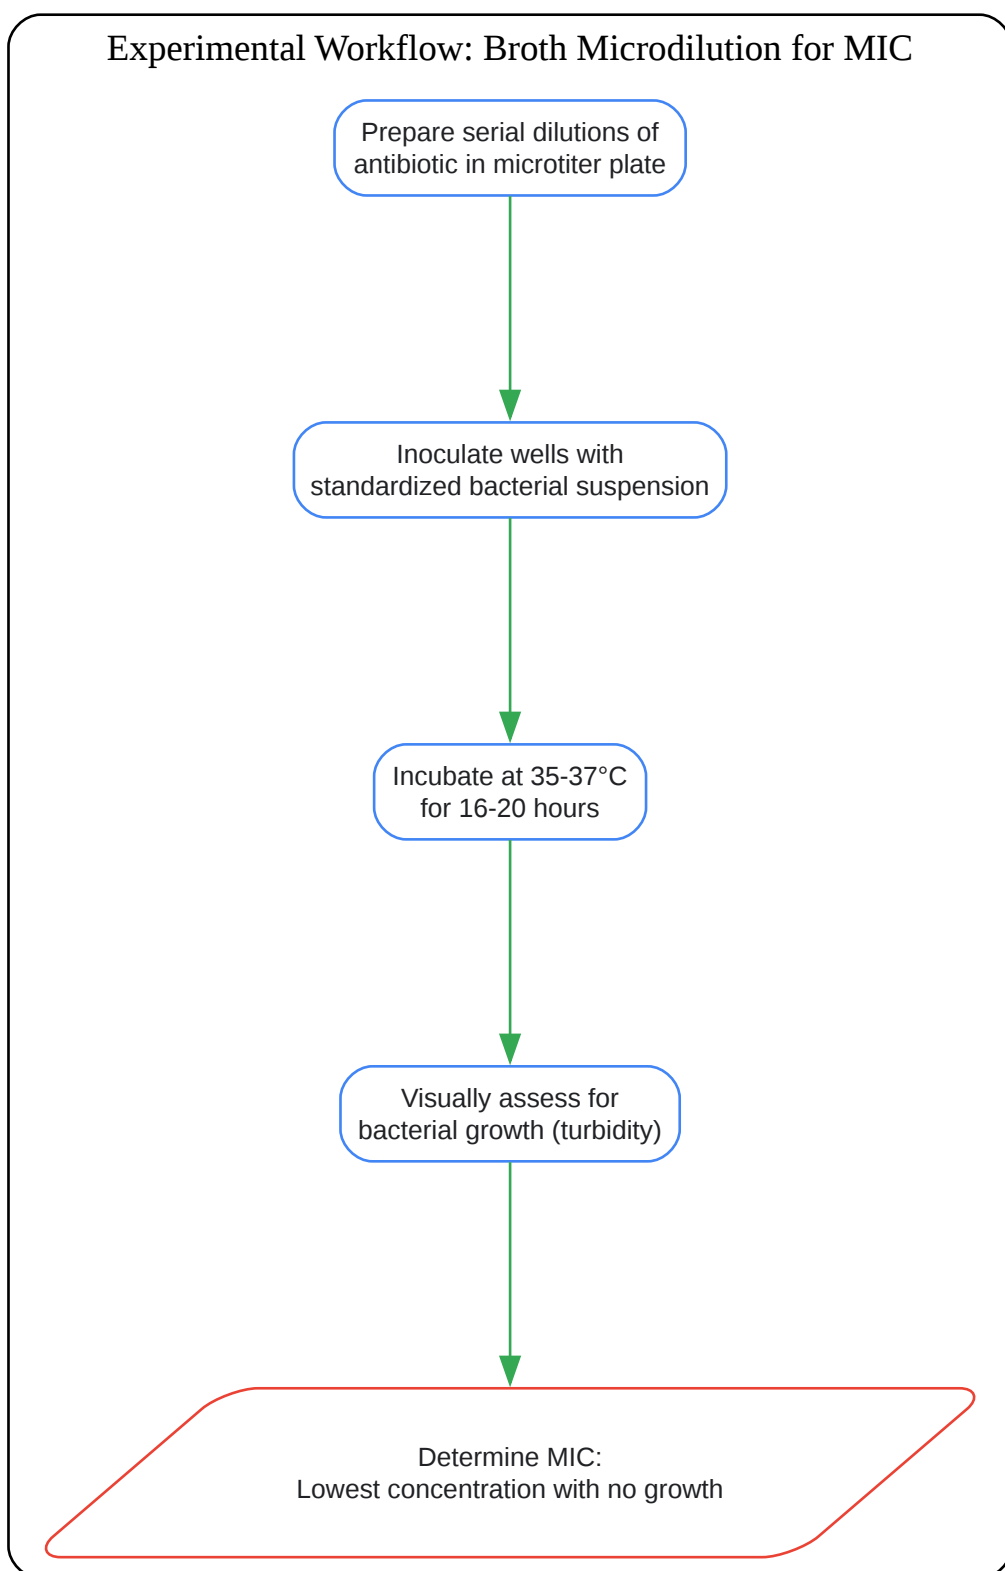 Experimental Workflow: Broth Microdilution for MIC
Prepare serial dilutions of
antibiotic in microtiter plate
Inoculate wells with
standardized bacterial suspension
Incubate at 35-37°C
for 16-20 hours
Visually assess for
bacterial growth (turbidity)
Determine MIC:
Lowest concentration with no growth